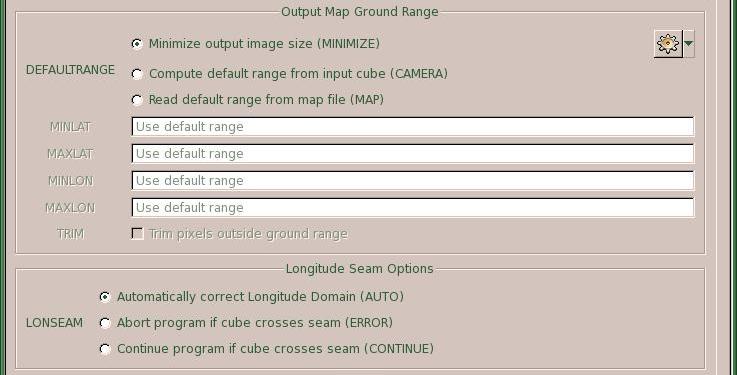 Output Map Ground Range
Minimize output image size (MINIMIZE)
DEFAULTRANGE
Compute default range from input cube (CAMERA)
Read default range from map file (MAP)
MINLAT Use default range
MAXLAT Use default range
MINLON Use default range
MAXLON Use default range
TRIM Trim pixels outside ground range
Longitude Seam Options
Automatically correct Longitude Domain (AUTO)
LONSEAM Abort program if cube crosses seam (ERROR)
Continue program if cube crosses seam (CONTINUE)